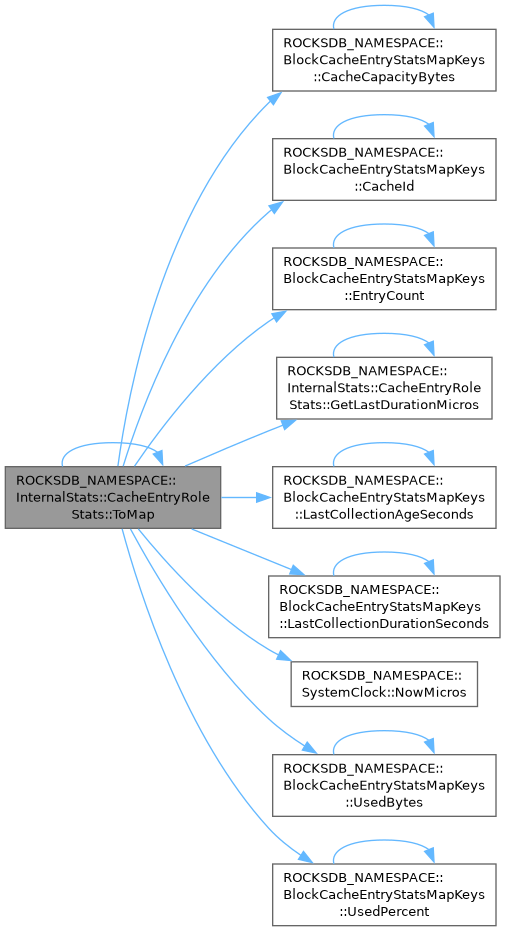 ROCKSDB_NAMESPACE::
BlockCacheEntryStatsMapKeys
::CacheCapacityBytes
ROCKSDB_NAMESPACE::
BlockCacheEntryStatsMapKeys
::CacheId
ROCKSDB_NAMESPACE::
BlockCacheEntryStatsMapKeys
::EntryCount
ROCKSDB_NAMESPACE::
InternalStats::CacheEntryRole
Stats::GetLastDurationMicros
ROCKSDB_NAMESPACE::
InternalStats::CacheEntryRole
Stats::ToMap
ROCKSDB_NAMESPACE::
BlockCacheEntryStatsMapKeys
::LastCollectionAgeSeconds
ROCKSDB_NAMESPACE::
BlockCacheEntryStatsMapKeys
::LastCollectionDurationSeconds
ROCKSDB_NAMESPACE::
SystemClock::NowMicros
ROCKSDB_NAMESPACE::
BlockCacheEntryStatsMapKeys
::UsedBytes
ROCKSDB_NAMESPACE::
BlockCacheEntryStatsMapKeys
::UsedPercent